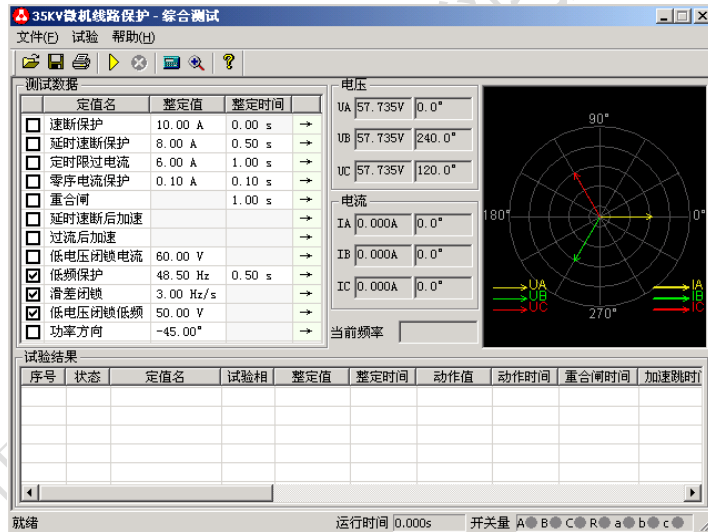 35KV微机线路保护 - 综合测试
文件(F) 试验 帮助(H)
测试数据
定值名 整定值 整定时间
速断保护 10.00 A 0.00 s →
延时速断保护 8.00 A 0.50 s →
定时限过电流 6.00 A 1.00 s →
零序电流保护 0.10 A 0.10 s →
重合闸 1.00 s →
延时速断后加速 →
过流后加速 →
低电压闭锁电流 60.00 V →
低频保护 48.50 Hz 0.50 s →
滑差闭锁 3.00 Hz/s →
低电压闭锁低频 50.00 V →
功率方向 -45.00° →
电压
UA 57.735V 0.0°
UB 57.735V 240.0°
UC 57.735V 120.0°
电流
IA 0.000A 0.0°
IB 0.000A 0.0°
IC 0.000A 0.0°
当前频率
90°
180° 0°
270°
UA IA
UB IB
UC IC
试验结果
序号 状态 定值名 试验相 整定值 整定时间 动作值 动作时间 重合闸时间 加速跳时
就绪 运行时间 0.000s 开关量 A B C R a b c